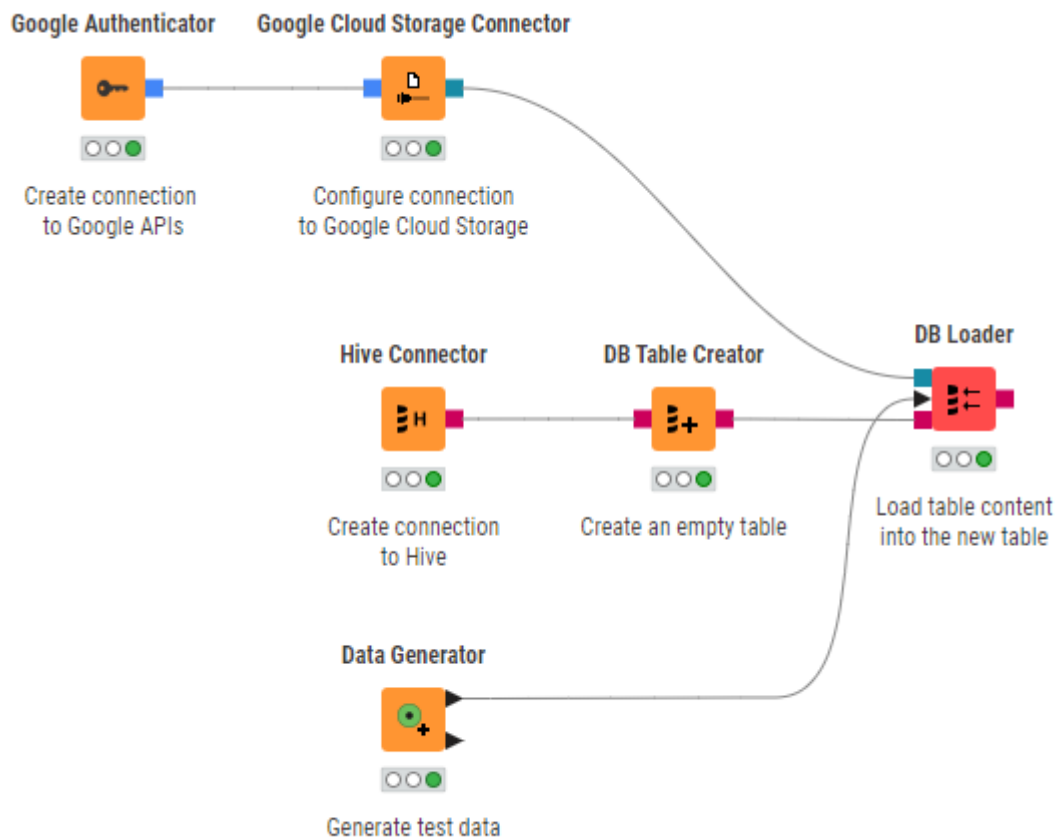 Google Authenticator
Google Cloud Storage Connector
Create connection
to Google APIs
Configure connection
to Google Cloud Storage
Hive Connector
DB Table Creator
DB Loader
H
Create connection
to Hive
Create an empty table
Load table content
into the new table
Data Generator
Generate test data